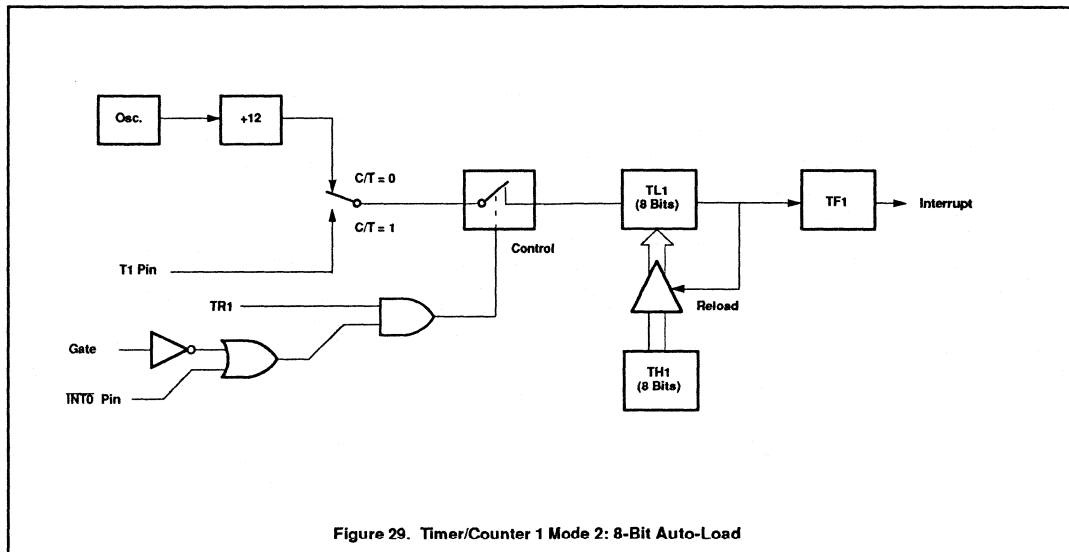 Osc.
+12
C/T = 0
C/T = 1
T1 Pin
TR1
Gate
INT0 Pin
Control
TL1
(8 Bits)
TF1
Interrupt
Reload
TH1
(8 Bits)
Figure 29. Timer/Counter 1 Mode 2: 8-Bit Auto-Load